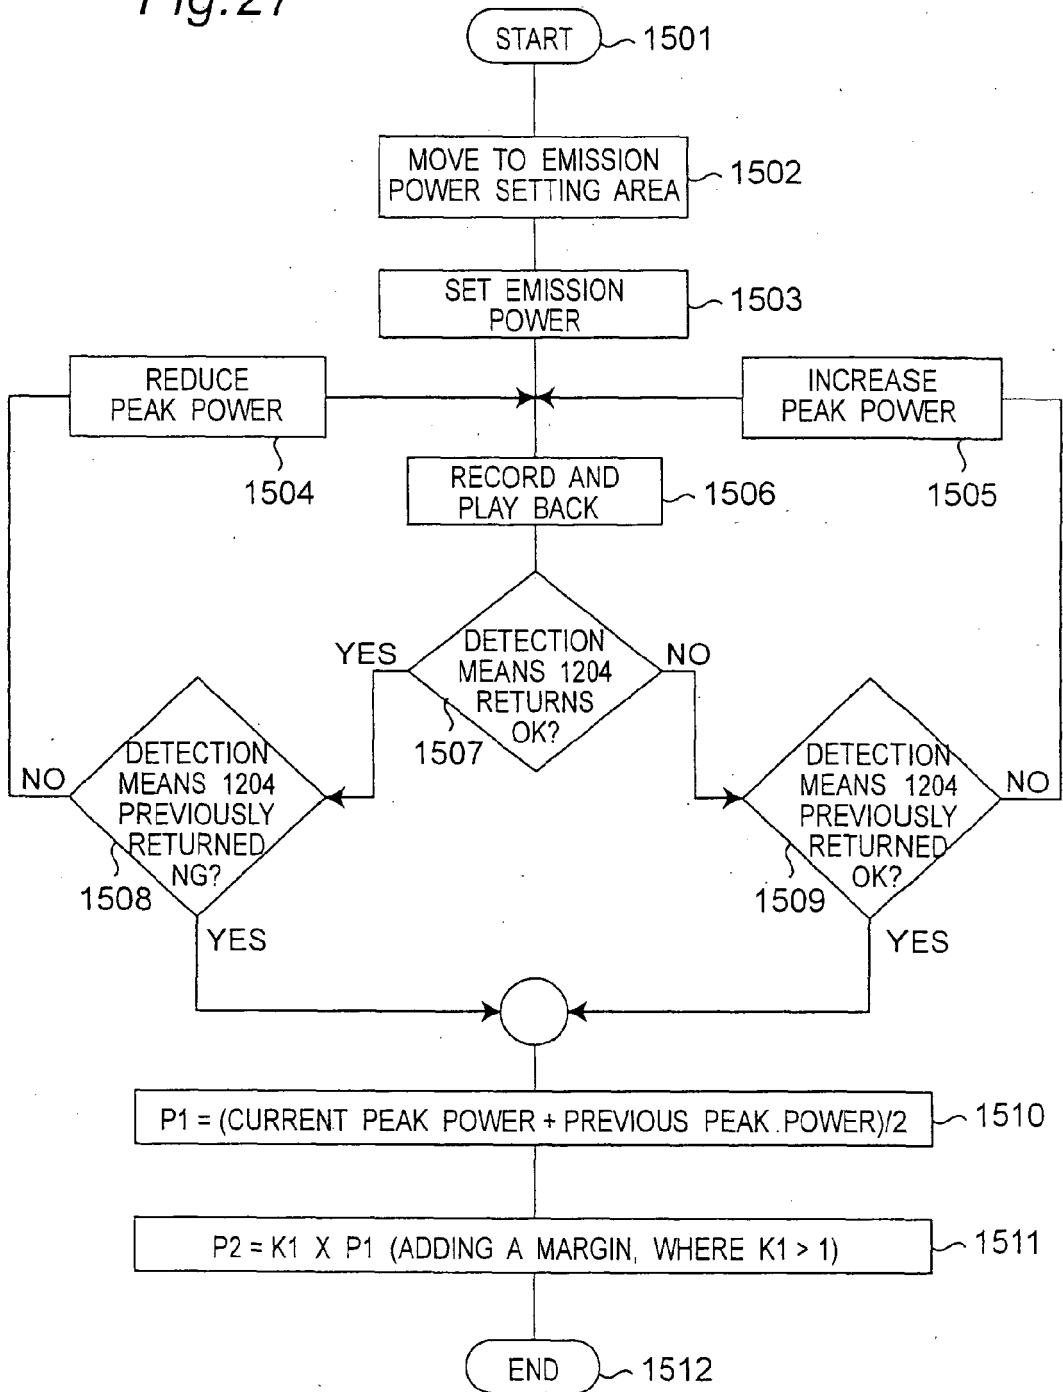 Fig.27
START
1501
MOVE TO EMISSION
POWER SETTING AREA
1502
SET EMISSION
POWER
1503
REDUCE
PEAK POWER
1504
INCREASE
PEAK POWER
1505
RECORD AND
PLAY BACK
1506
YES
DETECTION
MEANS 1204
RETURNS
OK?
NO
1507
NO
DETECTION
MEANS 1204
PREVIOUSLY
RETURNED
NG?
1508
YES
DETECTION
MEANS 1204
PREVIOUSLY
RETURNED
OK?
NO
1509
YES
P1 = (CURRENT PEAK POWER + PREVIOUS PEAK POWER)/2
1510
P2 = K1 X P1 (ADDING A MARGIN, WHERE K1 > 1)
1511
END
1512